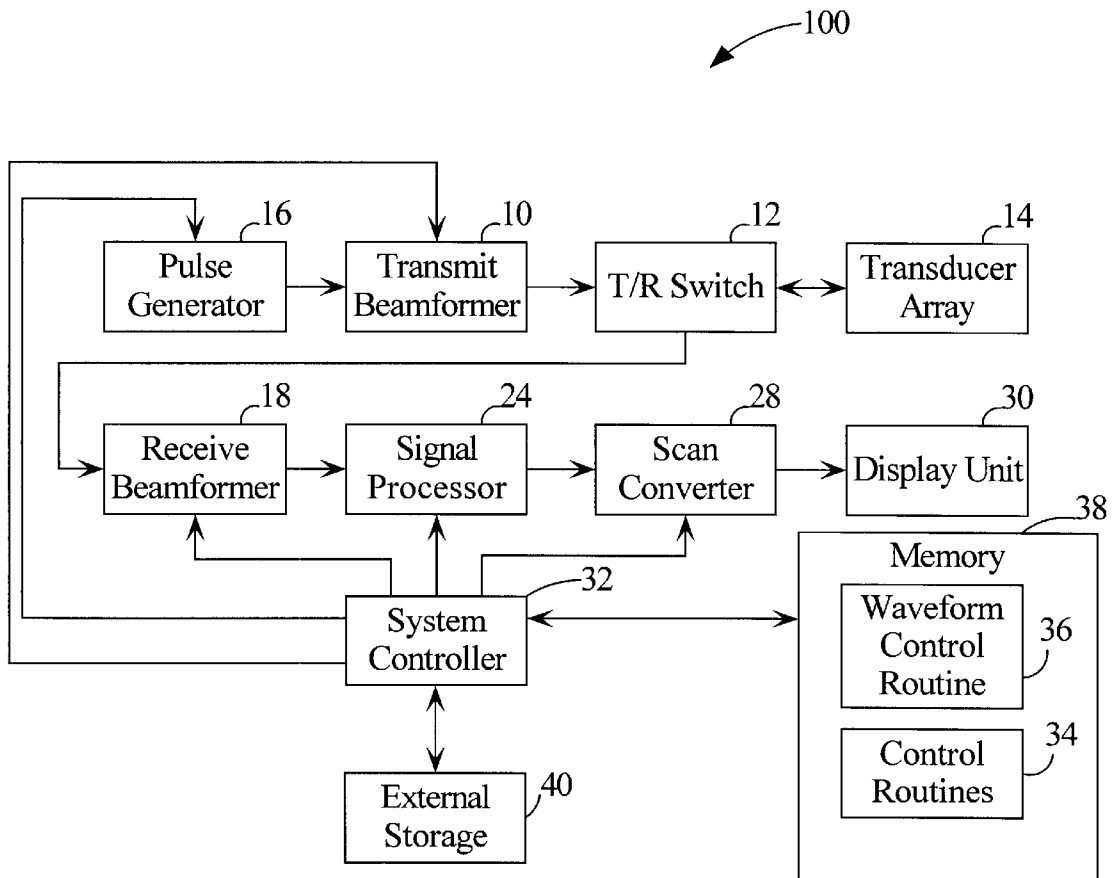 100
16
10
12
14
Pulse
Generator
Transmit
Beamformer
T/R Switch
Transducer
Array
18
24
28
30
Receive
Beamformer
Signal
Processor
Scan
Converter
Display Unit
38
Memory
32
System
Controller
Waveform
Control
Routine
36
Control
Routines
34
External
Storage
40